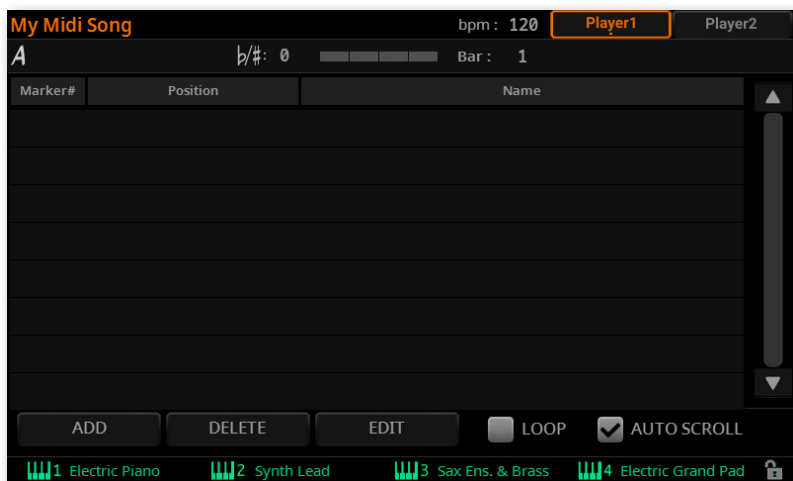 My Midi Song bpm: 120 Player1 Player2
A ♭/#: 0 Bar: 1
Marker# Position Name
ADD DELETE EDIT LOOP AUTO SCROLL
1 Electric Piano 2 Synth Lead 3 Sax Ens. & Brass 4 Electric Grand Pad